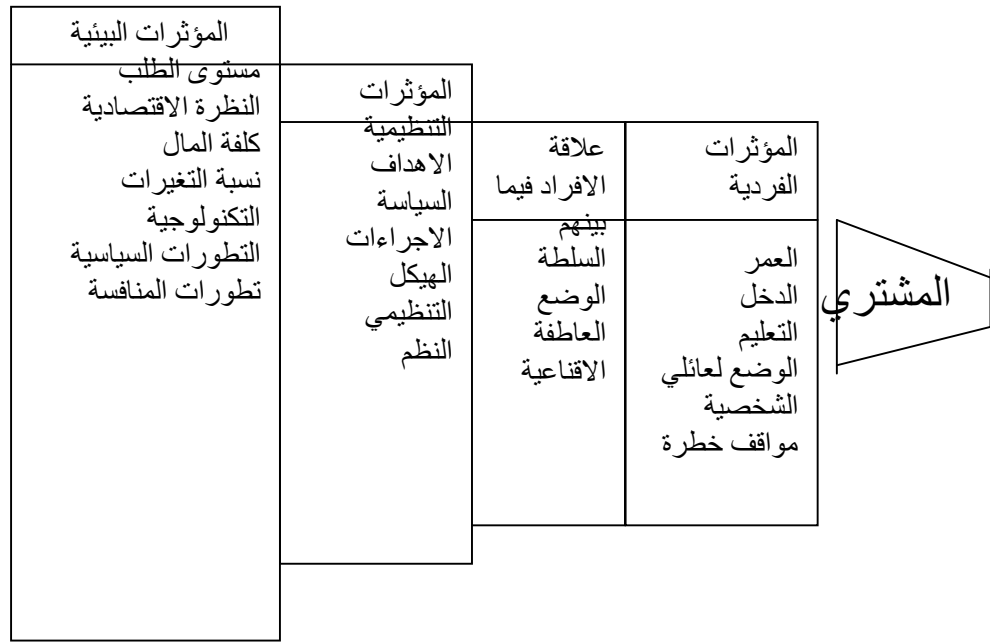 المؤثرات البيئية
مستوى الطلب
النظرة الاقتصادية
كلفة المال
نسبة التغيرات
التكنولوجية
التطورات السياسية
تطورات المنافسة
المؤثرات
التنظيمية
الاهداف
السياسة
الاجراءات
الهيكل
التنظيمي
النظم
علاقة
الافراد فيما
بينهم
السلطة
الوضع
العاطفة
الاقناعية
المؤثرات
الفردية
العمر
الدخل
التعليم
الوضع لعائلي
الشخصية
مواقف خطرة
المشتري